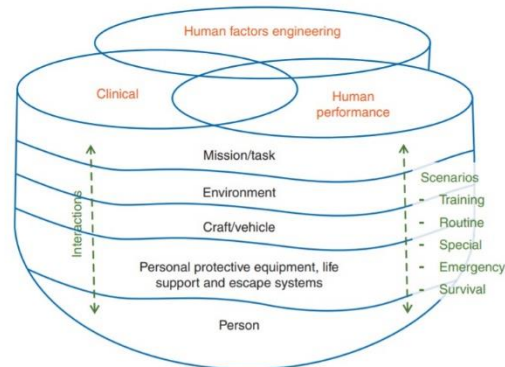 Human factors engineering
Clinical
Human
performance
Mission/task
Environment
Craft/vehicle
Personal protective equipment, life
support and escape systems
Person
Interactions
Scenarios
- Training
- Routine
- Special
- Emergency
- Survival